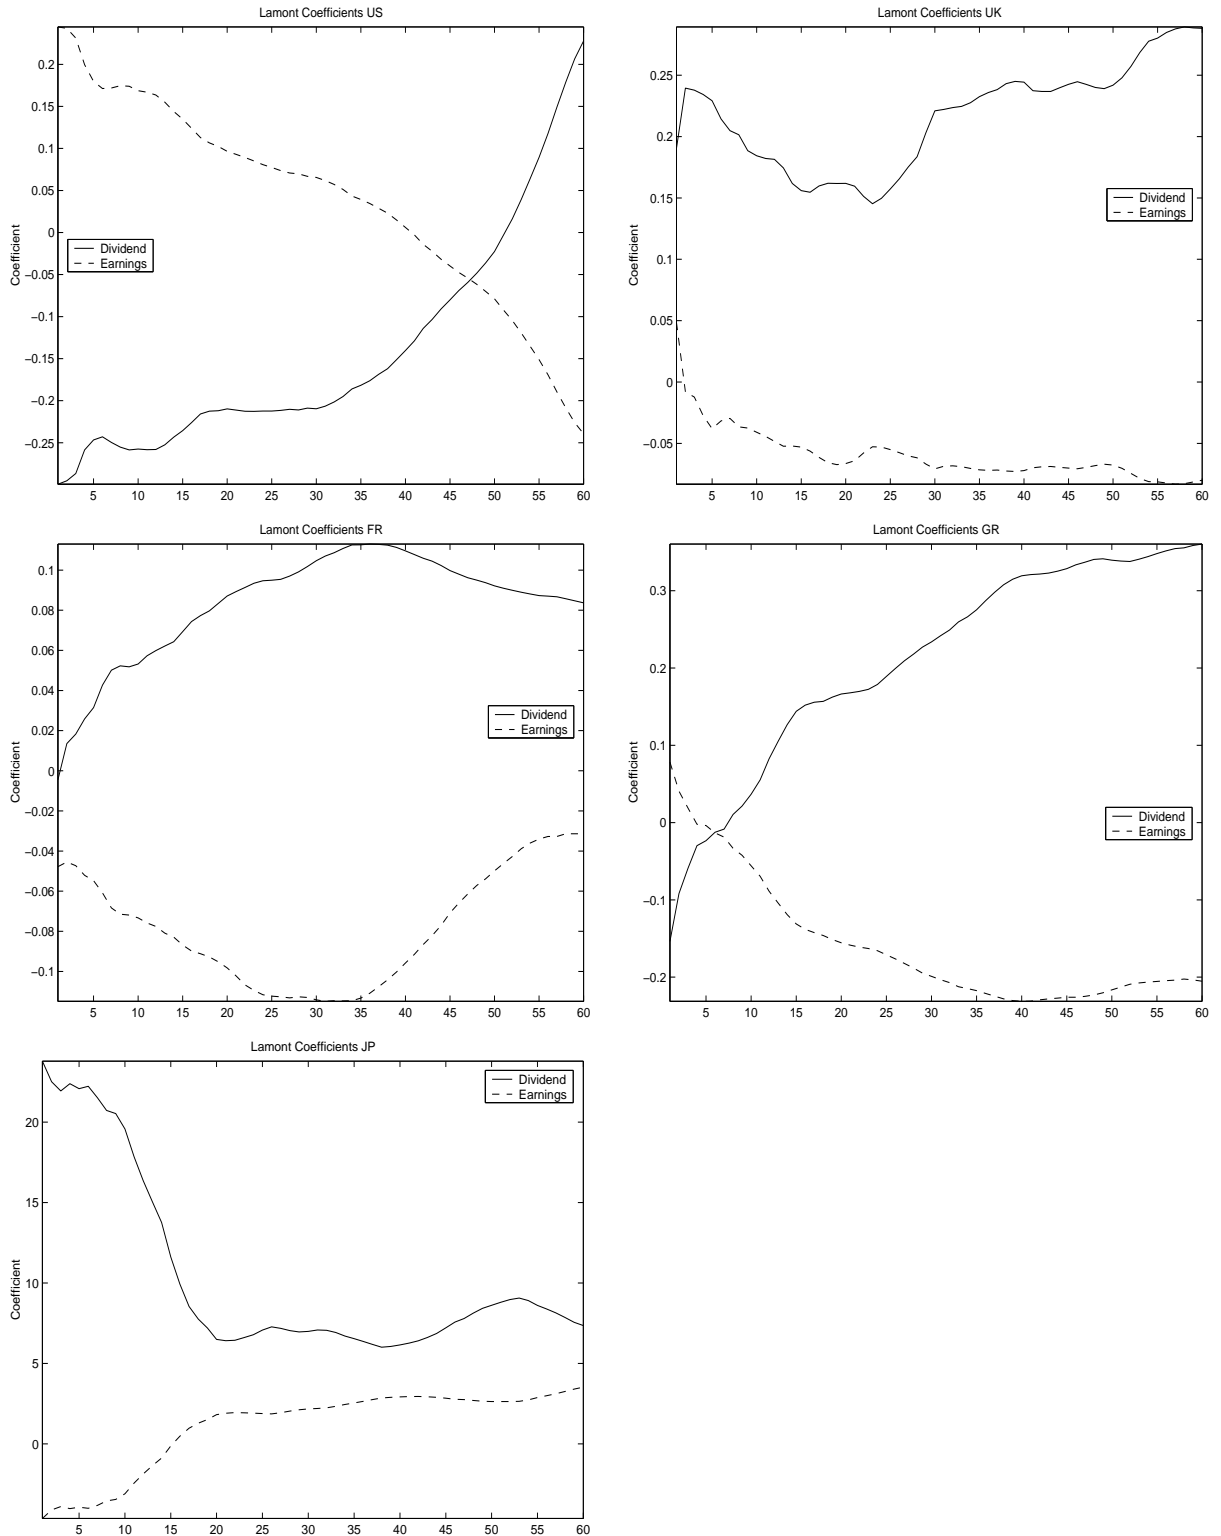 Lamont Coefficients US
0.2
0.15
0.1
0.05
0
−0.05
−0.1
−0.15
−0.2
−0.25
Coefficient
Dividend
Earnings
5 10 15 20 25 30 35 40 45 50 55 60
Lamont Coefficients UK
0.25
0.2
0.15
0.1
0.05
0
−0.05
Coefficient
Dividend
Earnings
5 10 15 20 25 30 35 40 45 50 55 60
Lamont Coefficients FR
0.1
0.08
0.06
0.04
0.02
0
−0.02
−0.04
−0.06
−0.08
−0.1
Coefficient
Dividend
Earnings
5 10 15 20 25 30 35 40 45 50 55 60
Lamont Coefficients GR
0.3
0.2
0.1
0
−0.1
−0.2
Coefficient
Dividend
Earnings
5 10 15 20 25 30 35 40 45 50 55 60
Lamont Coefficients JP
20
15
10
5
0
Coefficient
Dividend
Earnings
5 10 15 20 25 30 35 40 45 50 55 60